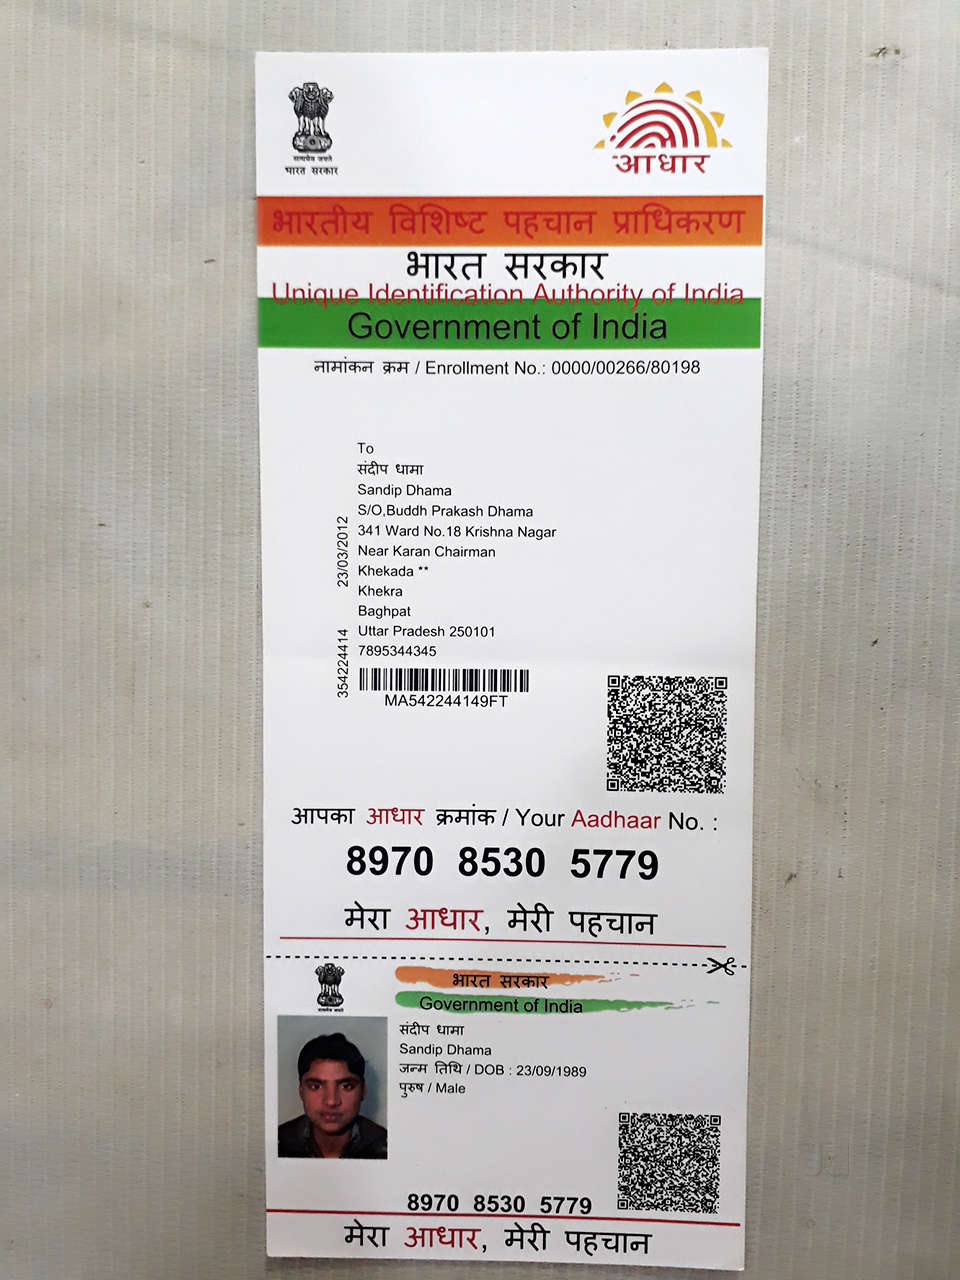 सत्यमेव जयते
भारत सरकार
आधार
भारतीय विशिष्ट पहचान प्राधिकरण
भारत सरकार
Unique Identification Authority of India
Government of India
नामांकन क्रम / Enrollment No.: 0000/00266/80198
To
संदीप धामा
Sandip Dhama
S/O,Buddh Prakash Dhama
341 Ward No.18 Krishna Nagar
Near Karan Chairman
Khekada **
Khekra
Baghpat
Uttar Pradesh 250101
7895344345
354224414 23/03/2012
MA542244149FT
आपका आधार क्रमांक / Your Aadhaar No. :
8970 8530 5779
मेरा आधार, मेरी पहचान
सत्यमेव जयते
भारत सरकार
Government of India
संदीप धामा
Sandip Dhama
जन्म तिथि / DOB : 23/09/1989
पुरुष / Male
8970 8530 5779
मेरा आधार, मेरी पहचान